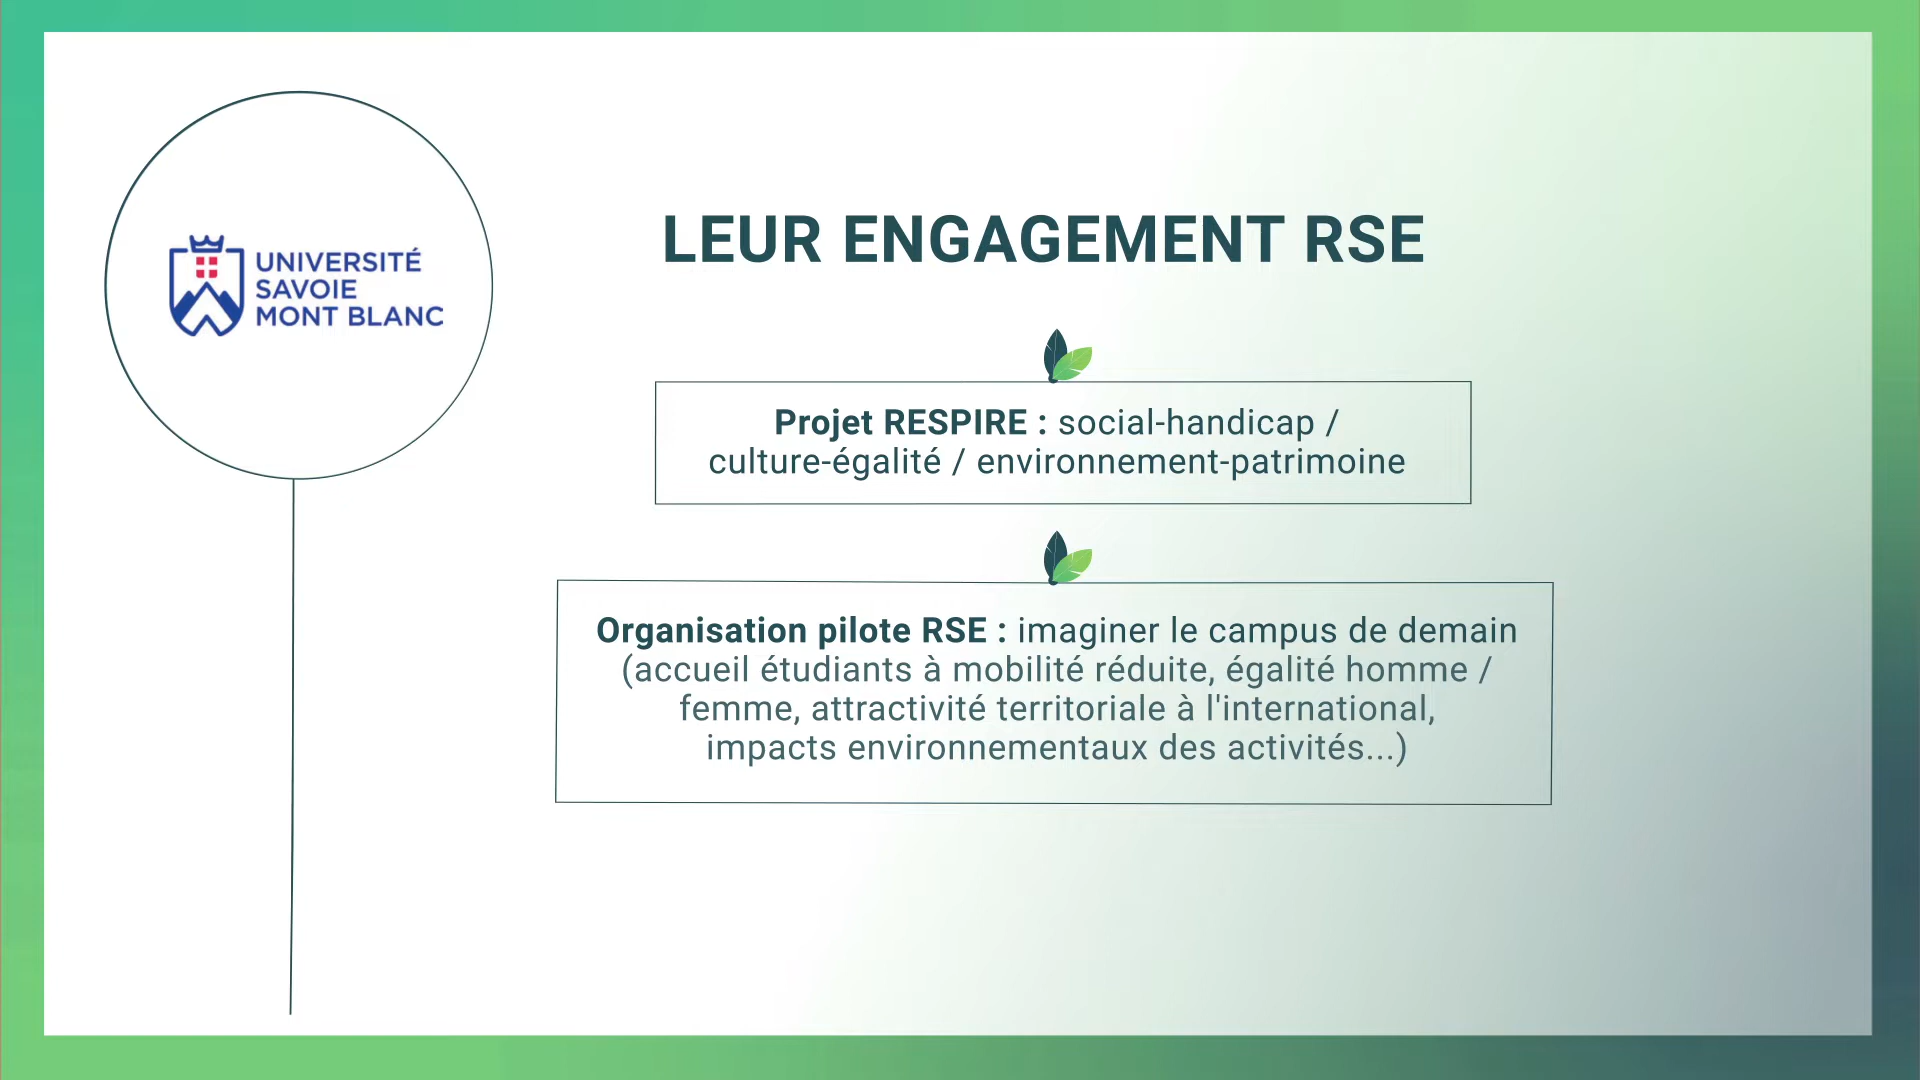 UNIVERSITÉ
SAVOIE
MONT BLANC
LEUR ENGAGEMENT RSE
Projet RESPIRE : social-handicap /
culture-égalité / environnement-patrimoine
Organisation pilote RSE : imaginer le campus de demain
(accueil étudiants à mobilité réduite, égalité homme /
femme, attractivité territoriale à l'international,
impacts environnementaux des activités...)